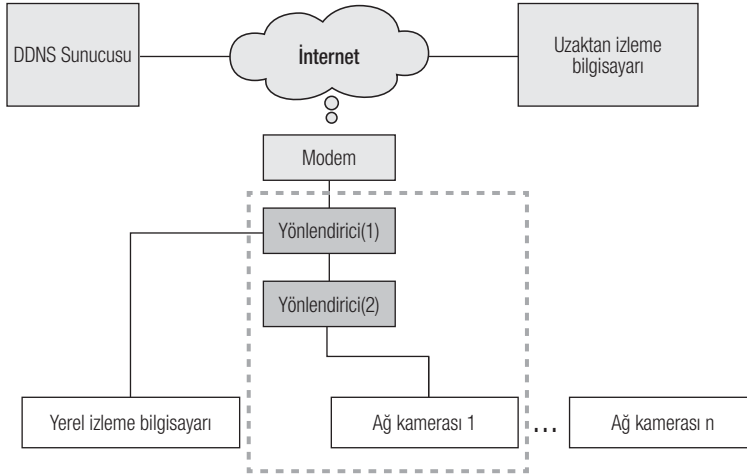 DDNS Sunucusu
İnternet
Uzaktan izleme
bilgisayarı
Modem
Yönlendirici(1)
Yönlendirici(2)
Yerel izleme bilgisayarı
Ağ kamerası 1
...
Ağ kamerası n